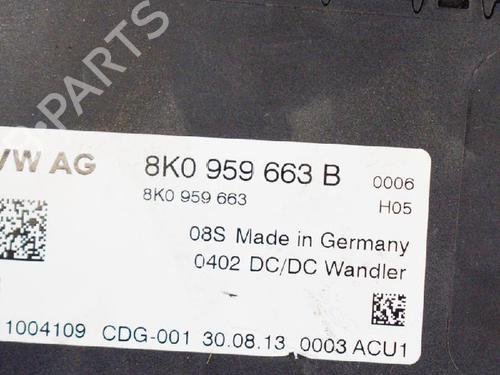 PARTS
VW AG 8K0 959 663 B 0006
8K0 959 663 H05
08S Made in Germany
0402 DC/DC Wandler
1004109 CDG-001 30.08.13 0003 ACU1